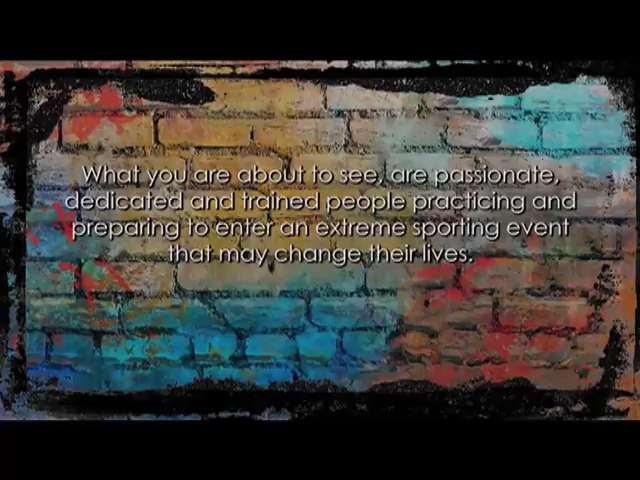 What you are about to see, are passionate,
dedicated and trained people practicing and
preparing to enter an extreme sporting event
that may change their lives.